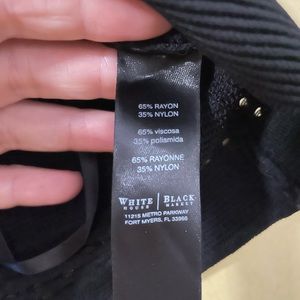 65% RAYON
35% NYLON
65% viscosa
35% poliamida
65% RAYONNE
35% NYLON
WHITE | BLACK
HOUSE | MARKET
11215 METRO PARKWAY
FORT MYERS, FL 33966